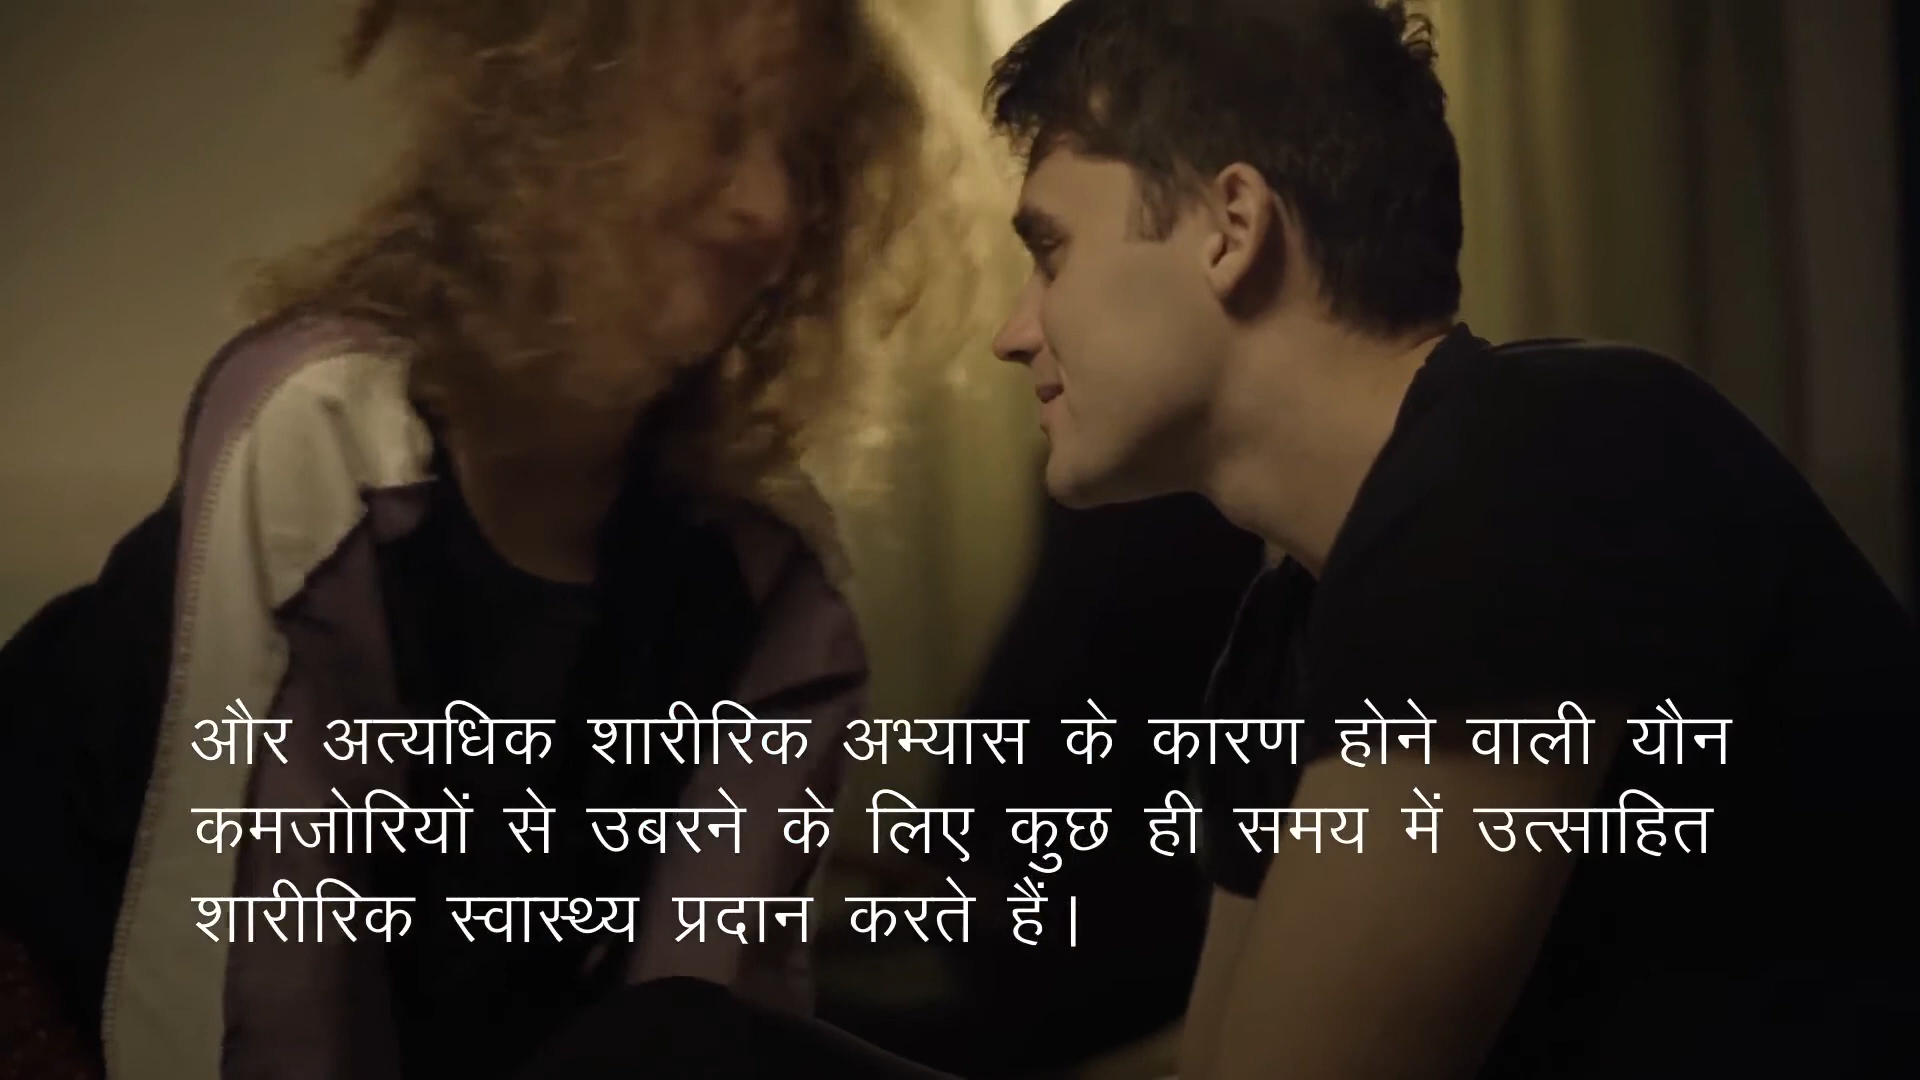 और अत्यधिक शारीरिक अभ्यास के कारण होने वाली यौन
कमजोरियों से उबरने के लिए कुछ ही समय में उत्साहित
शारीरिक स्वास्थ्य प्रदान करते हैं।